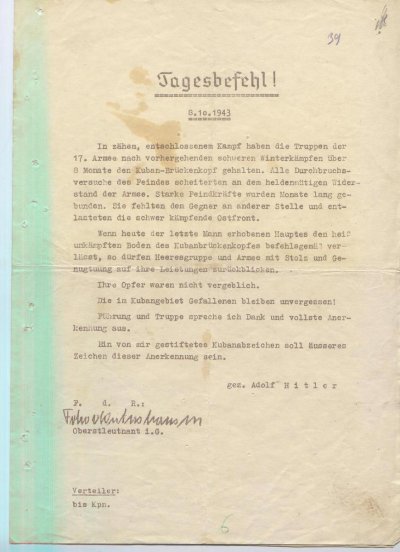 39
Tagesbefehl!
8.10.1943
In zähen, entschlossenem Kampf haben die Truppen der
17. Armee nach vorhergehenden schweren Winterkämpfen über
8 Monate den Kuban-Brückenkopf gehalten. Alle Durchbruchs-
versuche des Feindes scheiterten an dem heldenmütigen Wider-
stand der Armee. Starke Feindkräfte wurden Monate lang ge-
bunden. Sie fehlten dem Gegner an anderer Stelle und ent-
lasteten die schwer kämpfende Ostfront.
Wenn heute der letzte Mann erhobenen Hauptes den heiß
umkämpften Boden des Kubanbrückenkopfes befehlsgemäß ver-
lässt, so dürfen Heeresgruppe und Armee mit Stolz und Ge-
nugtuung auf ihre Leistungen zurückblicken.
Ihre Opfer waren nicht vergeblich.
Die im Kubangebiet Gefallenen bleiben unvergessen!
Führung und Truppe spreche ich Dank und vollste Aner-
kennung aus.
Ein von mir gestiftetes Kubanabzeichen soll äusseres
Zeichen dieser Anerkennung sein.
gez. Adolf Hitler
F. d. R.:
Oberstleutnant i.G.
Verteiler:
bis Kpn.
6